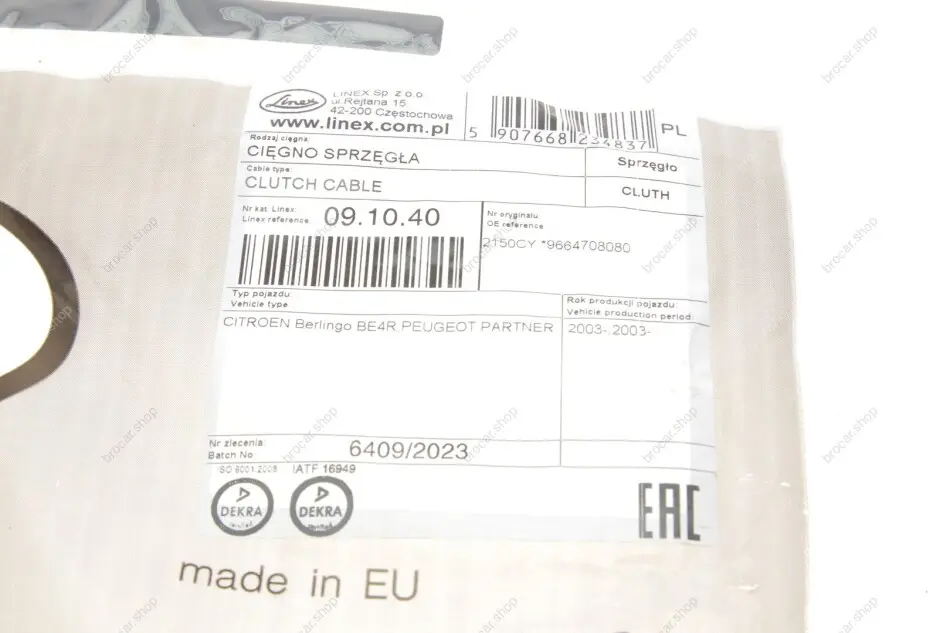 Linex
LINEX Sp. z o.o.
ul.Rejtana 15
42-200 Częstochowa
www.linex.com.pl
5 907668 234837
PL
Rodzaj cięgna:
CIĘGNO SPRZĘGŁA
Sprzęgło
Cable type:
CLUTCH CABLE
CLUTH
Nr kat. Linex:
Linex reference
09.10.40
Nr oryginału:
OE reference
2150CY *9664708080
Typ pojazdu:
Vehicle type
Rok produkcji pojazdu:
Vehicle production period:
CITROEN Berlingo BE4R.PEUGEOT PARTNER
2003-.2003-
Nr zlecenia:
Batch No
6409/2023
ISO 9001:2008
IATF 16949
DEKRA
DEKRA
EAC
made in EU
brocar.shop